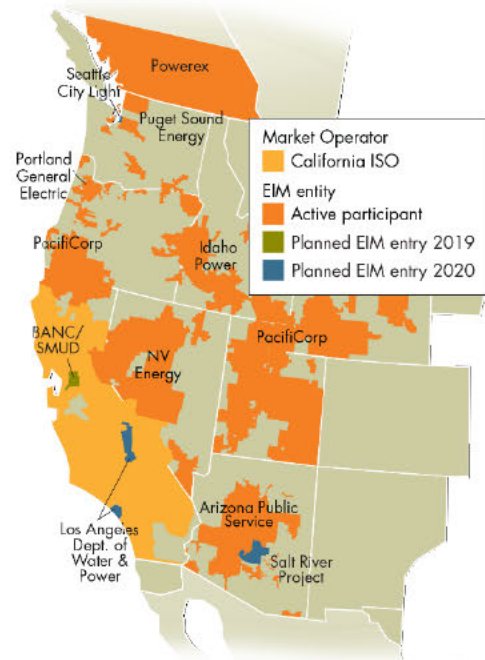 Powerex
Seattle
City Light
Puget Sound
Energy
Portland
General
Electric
PacifiCorp
Idaho
Power
Market Operator
California ISO
EIM entity
Active participant
Planned EIM entry 2019
Planned EIM entry 2020
PacifiCorp
BANC/
SMUD
NV
Energy
Los Angeles
Dept. of
Water &
Power
Arizona Public
Service
Salt River
Project